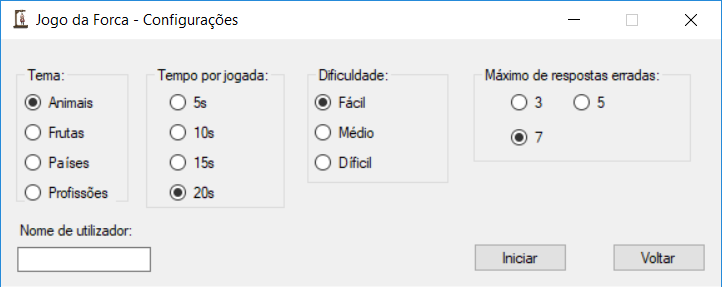 Jogo da Forca - Configurações
Tema:
Animais
Frutas
Países
Profissões
Tempo por jogada:
5s
10s
15s
20s
Dificuldade:
Fácil
Médio
Díficil
Máximo de respostas erradas:
3 5
7
Nome de utilizador:
Iniciar Voltar